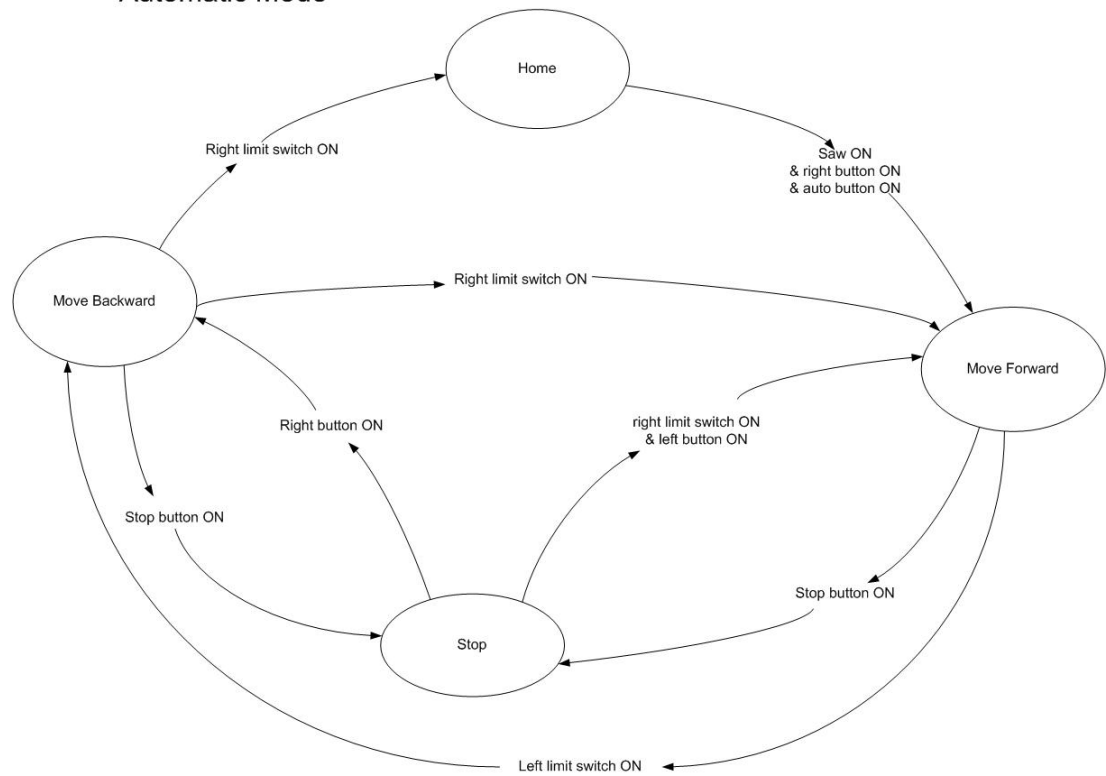 Automatic Mode
Home
Right limit switch ON
Saw ON
& right button ON
& auto button ON
Move Backward
Right limit switch ON
Move Forward
Right button ON
right limit switch ON
& left button ON
Stop button ON
Stop button ON
Stop
Left limit switch ON